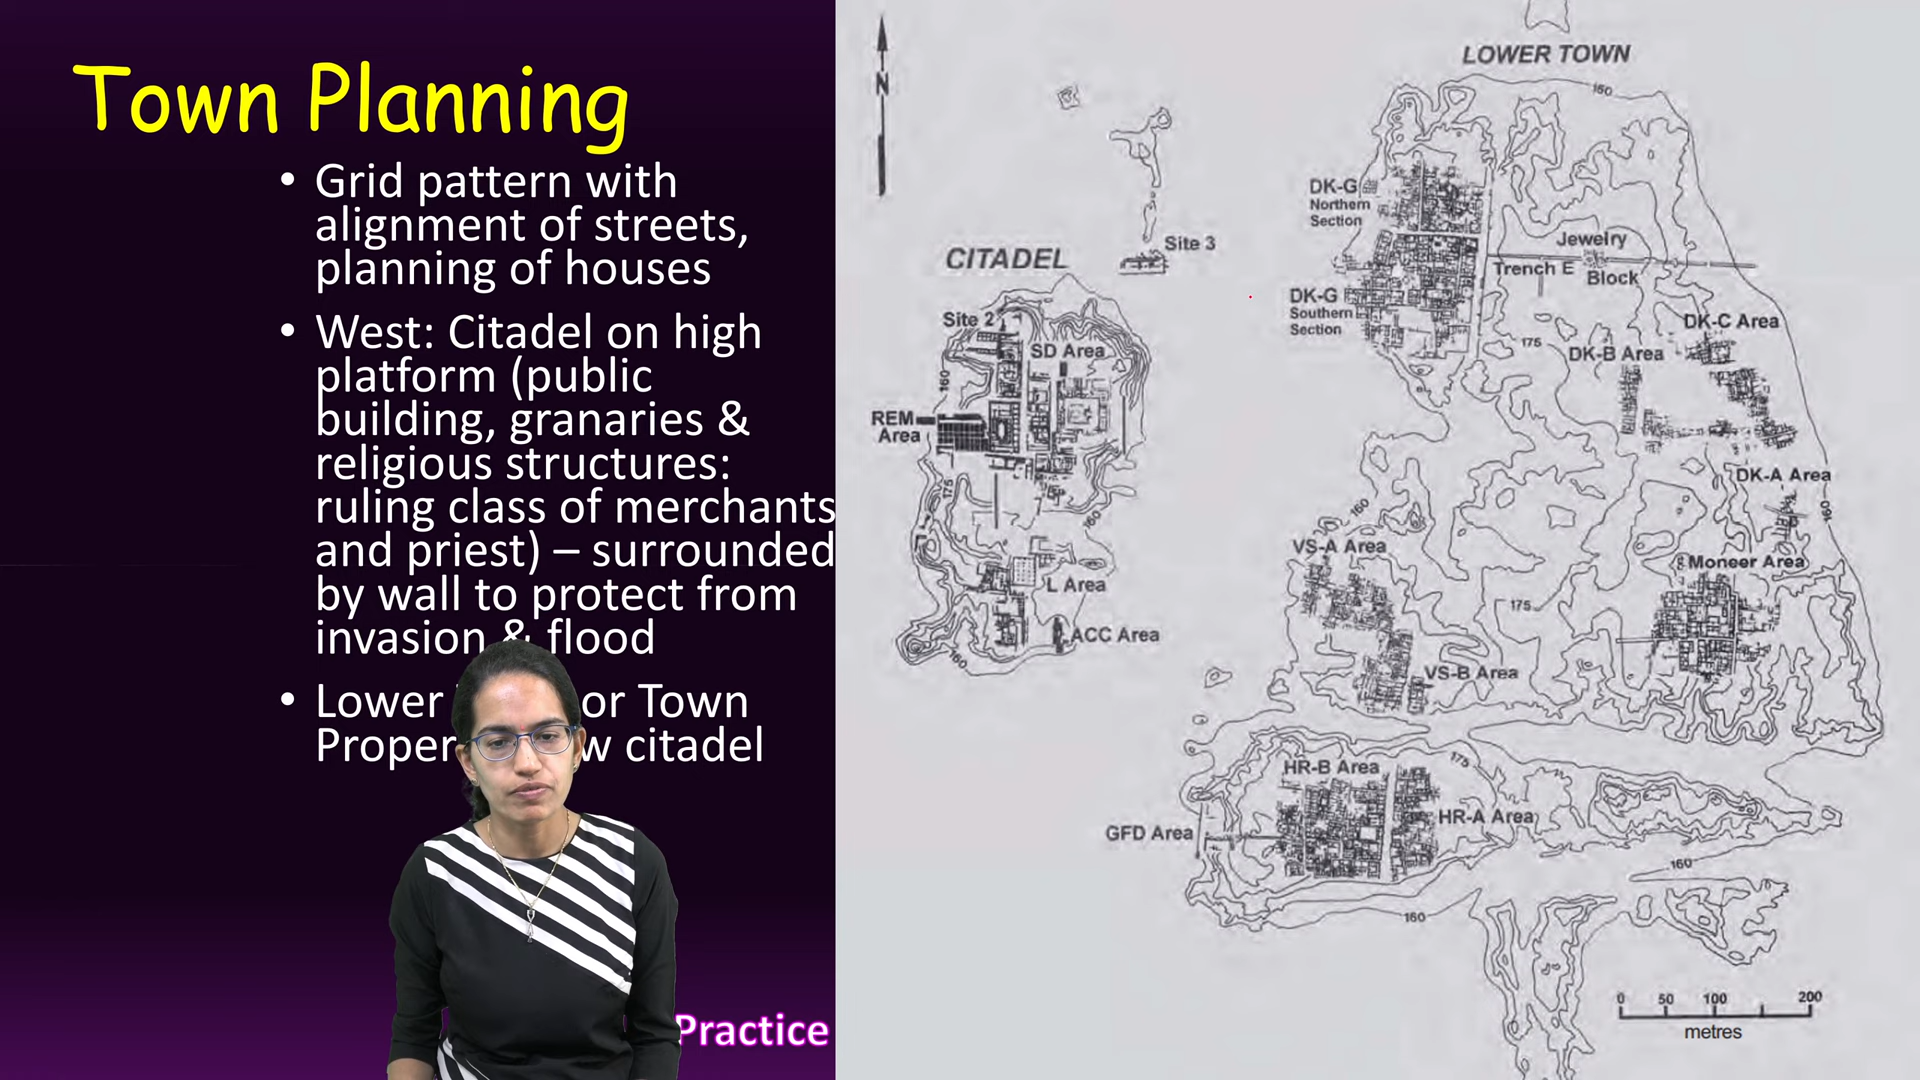 Town Planning
• Grid pattern with
alignment of streets,
planning of houses
• West: Citadel on high
platform (public
building, granaries &
religious structures:
ruling class of merchants
and priest) – surrounded
by wall to protect from
invasion & flood
• Lower or Town
Proper citadel
Practice
N
LOWER TOWN
160
DK-G
Northern
Section
Site 3
CITADEL
Jewelry
Trench E
Block
DK-G
Southern
Section
Site 2
SD Area
160
175
DK-C Area
DK-B Area
REM
Area
175
160
DK-A Area
160
160
VS-A Area
Moneer Area
L Area
175
ACC Area
160
VS-B Area
HR-B Area
175
GFD Area
HR-A Area
160
160
0 50 100 200
metres